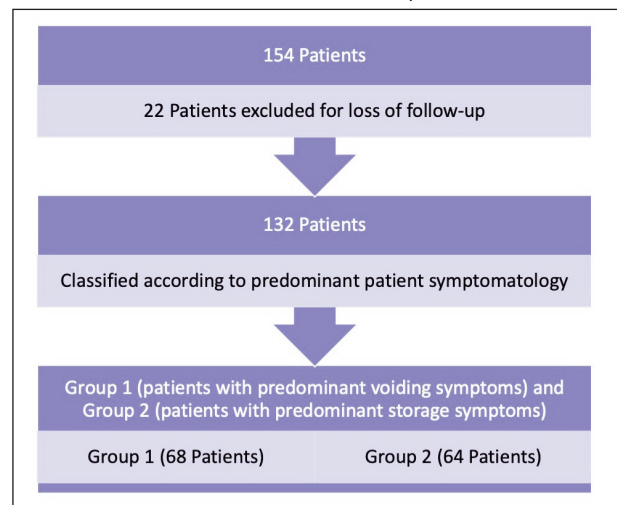 154 Patients
22 Patients excluded for loss of follow-up
132 Patients
Classified according to predominant patient symptomatology
Group 1 (patients with predominant voiding symptoms) and
Group 2 (patients with predominant storage symptoms)
Group 1 (68 Patients)
Group 2 (64 Patients)